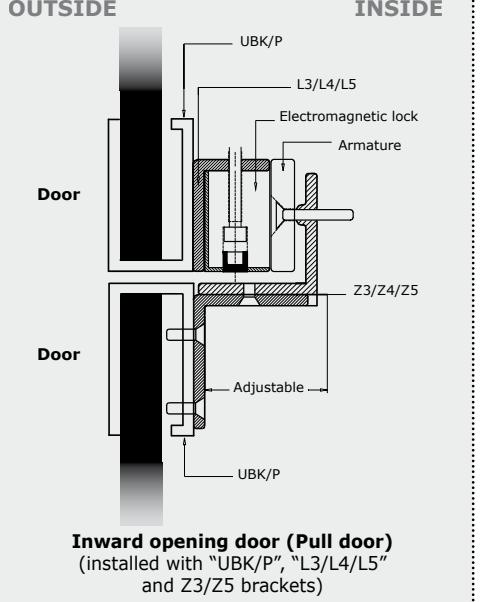 OUTSIDE
INSIDE
UBK/P
L3/L4/L5
Electromagnetic lock
Armature
Door
Z3/Z4/Z5
Door
Adjustable
UBK/P
Inward opening door (Pull door)
(installed with “UBK/P”, “L3/L4/L5”
and Z3/Z5 brackets)